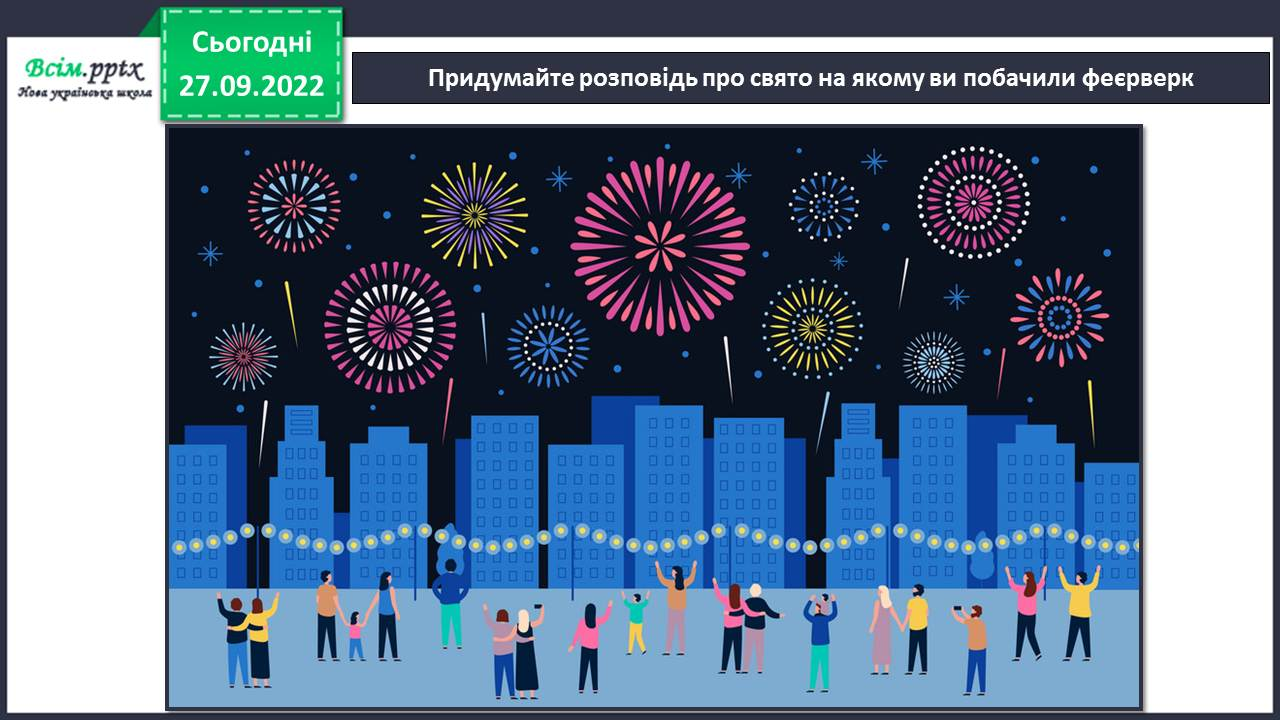 Всім.pptx
Нова українська школа
Сьогодні
27.09.2022
Придумайте розповідь про свято на якому ви побачили феєрверк